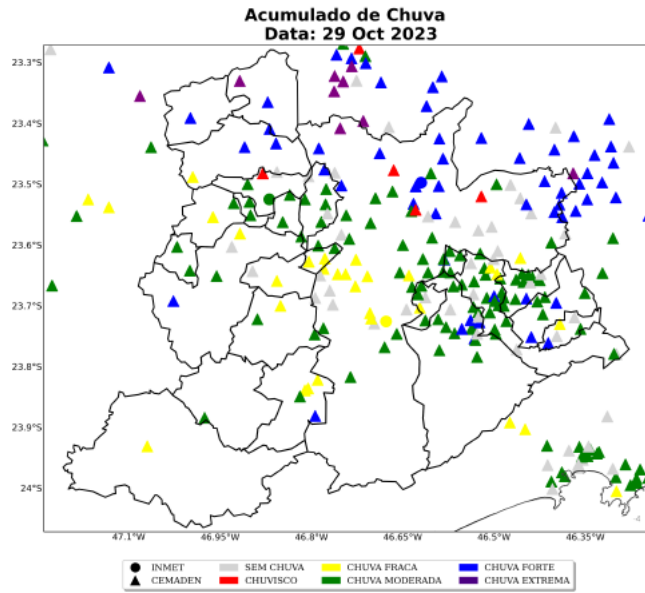 Acumulado de Chuva
Data: 29 Oct 2023
23.3°S
23.4°S
23.5°S
23.6°S
23.7°S
23.8°S
23.9°S
24°S
47.1°W 46.95°W 46.8°W 46.65°W 46.5°W 46.35°W
INMET SEM CHUVA CHUVA FRACA CHUVA FORTE
CEMADEN CHUVISCO CHUVA MODERADA CHUVA EXTREMA